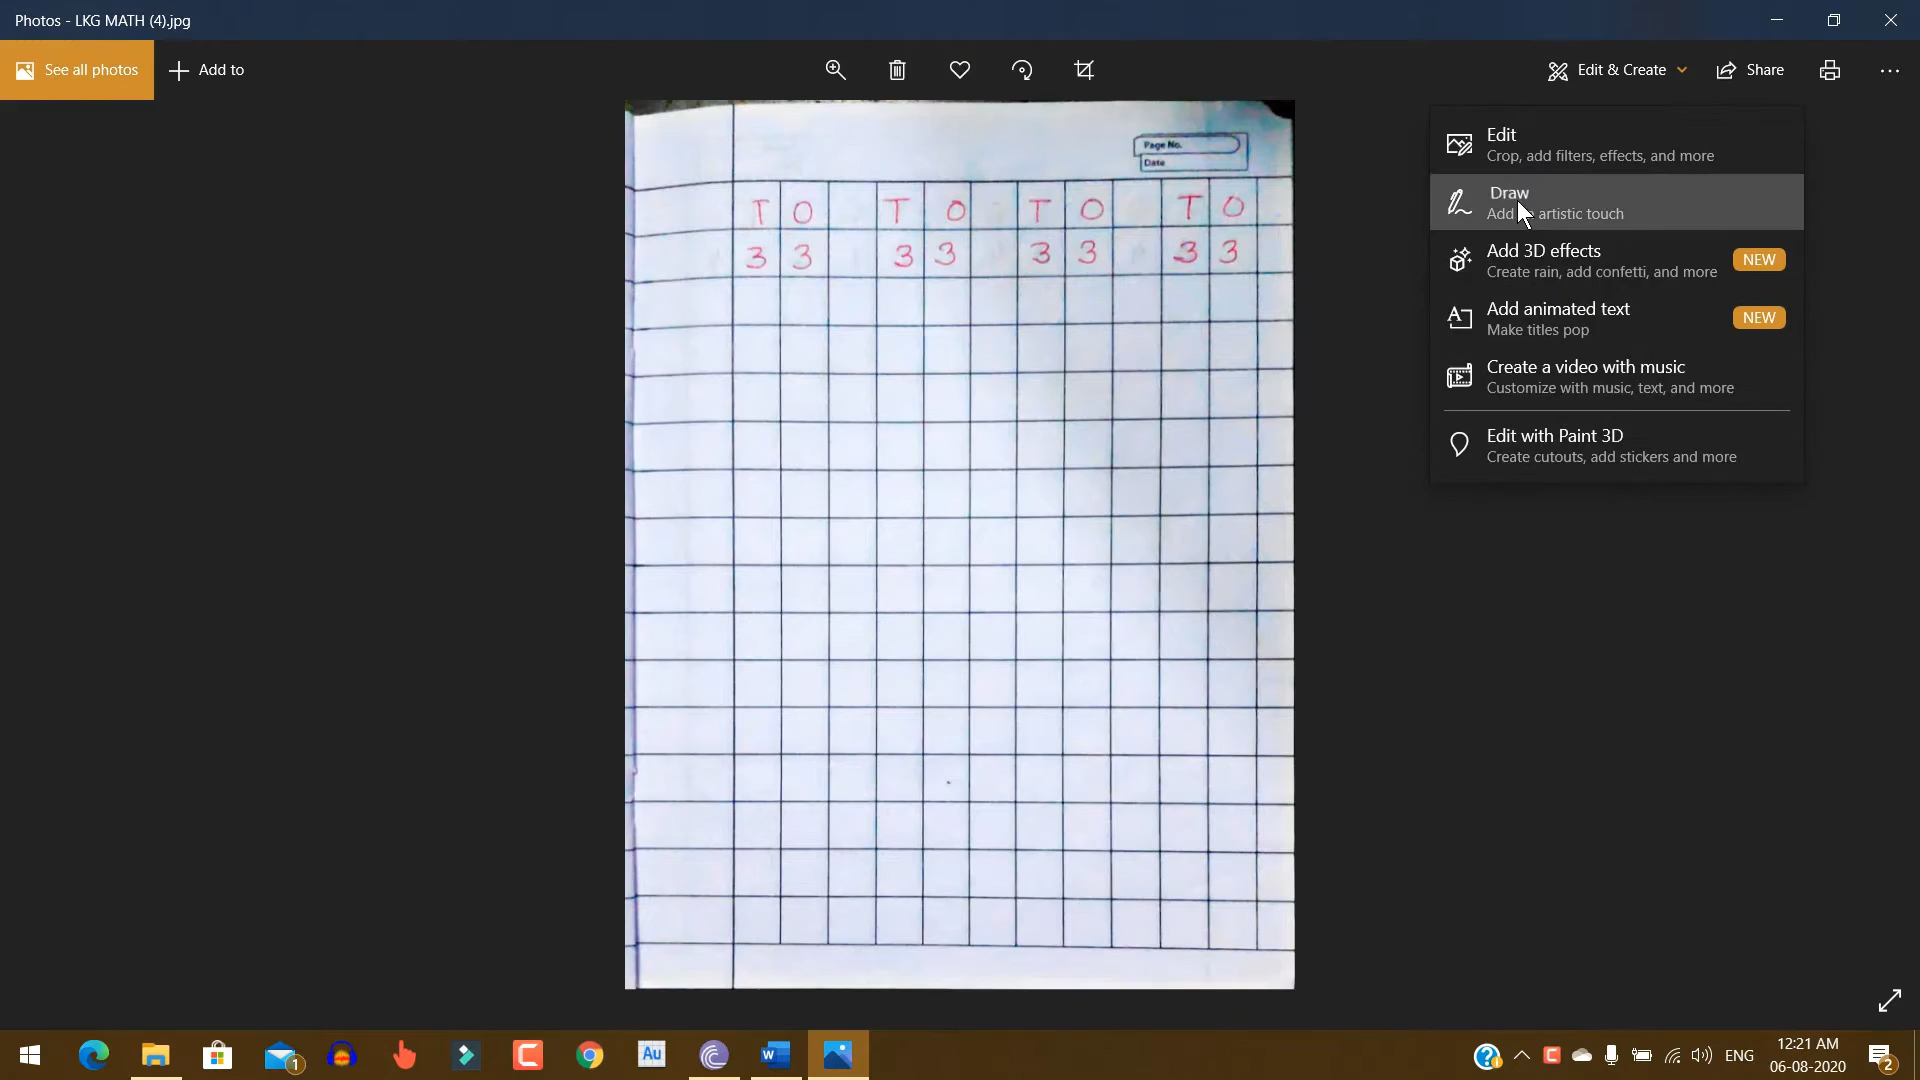 Photos - LKG MATH (4).jpg
See all photos
Add to
Edit & Create
Share
Edit
Crop, add filters, effects, and more
Draw
Add artistic touch
Add 3D effects
Create rain, add confetti, and more
NEW
Add animated text
Make titles pop
NEW
Create a video with music
Customize with music, text, and more
Edit with Paint 3D
Create cutouts, add stickers and more
Page No.
Date
T O T O T O T O
3 3 3 3 3 3 3 3
1
Au
W
ENG
12:21 AM
06-08-2020
2